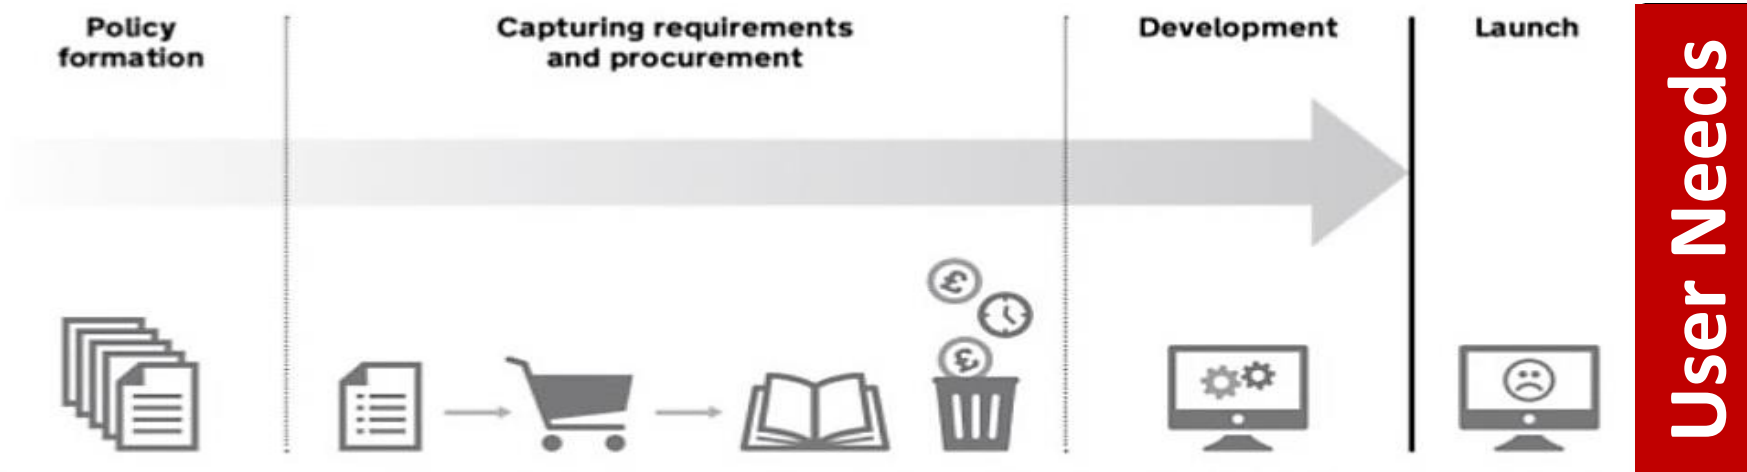 Policy
formation
Capturing requirements
and procurement
Development
Launch
User Needs
£
£